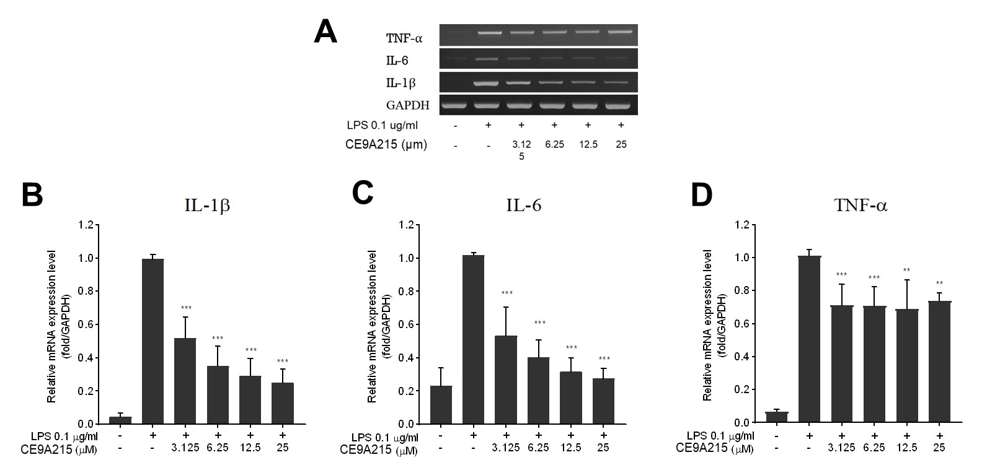 A
TNF-α
IL-6
IL-1β
GAPDH
LPS 0.1 ug/ml - + + + + +
CE9A215 (μm) - - 3.12 6.25 12.5 25
5
B
IL-1β
Relative mRNA expression level
(fold/GAPDH)
1.2
1.0
0.8
0.6
0.4
0.2
0.0
***
***
***
***
LPS 0.1 μg/ml - + + + + +
CE9A215 (μM) - - 3.125 6.25 12.5 25
C
IL-6
Relative mRNA expression level
(fold/GAPDH)
1.2
1.0
0.8
0.6
0.4
0.2
0.0
***
***
***
***
LPS 0.1 μg/ml - + + + + +
CE9A215 (μM) - - 3.125 6.25 12.5 25
D
TNF-α
Relative mRNA expression level
(fold/GAPDH)
1.2
1.0
0.8
0.6
0.4
0.2
0.0
***
***
**
**
LPS 0.1 μg/ml - + + + + +
CE9A215 (μM) - - 3.125 6.25 12.5 25